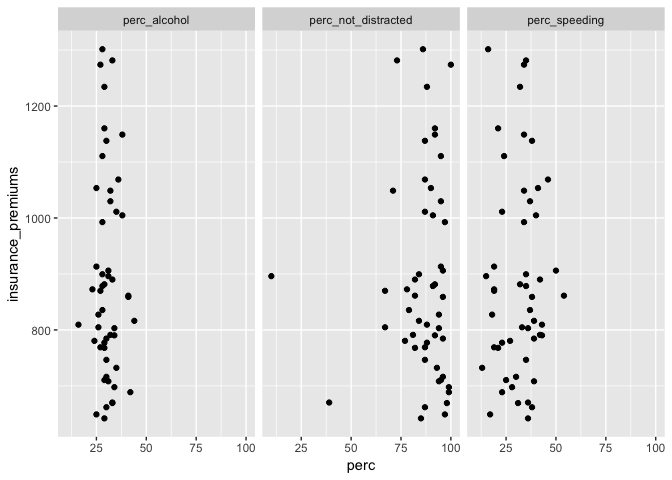 perc_alcohol perc_not_distracted perc_speeding
1200
1000
800
insurance_premiums
25 50 75 100 25 50 75 100 25 50 75 100
perc